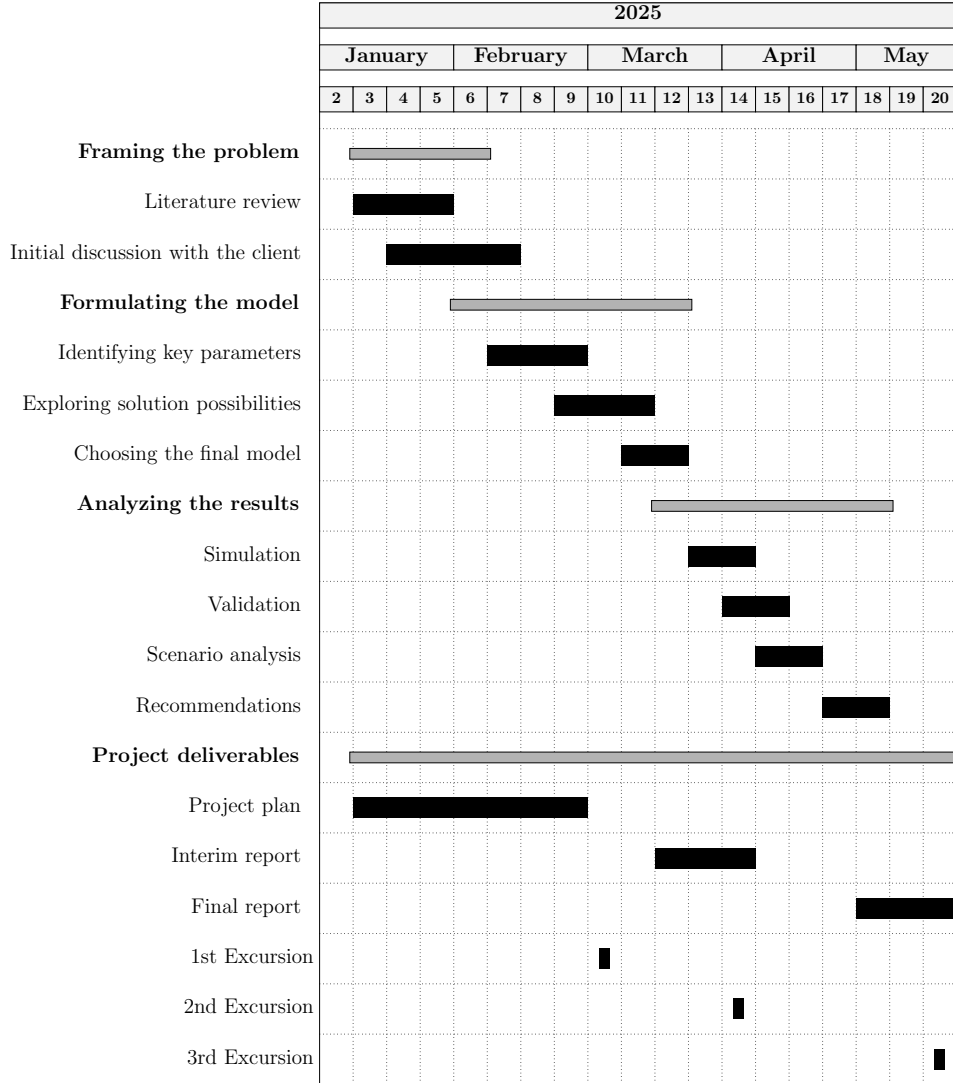 2025
January February March April May
2 3 4 5 6 7 8 9 10 11 12 13 14 15 16 17 18 19 20
Framing the problem
Literature review
Initial discussion with the client
Formulating the model
Identifying key parameters
Exploring solution possibilities
Choosing the final model
Analyzing the results
Simulation
Validation
Scenario analysis
Recommendations
Project deliverables
Project plan
Interim report
Final report
1st Excursion
2nd Excursion
3rd Excursion